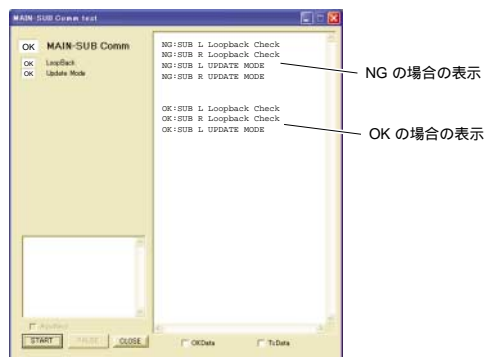 MAIN-SUB Comm test
OK MAIN-SUB Comm
OK LoopBack
OK Update Mode
NG:SUB L Loopback Check
NG:SUB R Loopback Check
NG:SUB L UPDATE MODE
NG:SUB R UPDATE MODE
NG の場合の表示
OK:SUB L Loopback Check
OK:SUB R Loopback Check
OK:SUB L UPDATE MODE
OK の場合の表示
START PAUSE CLOSE OKData TxData